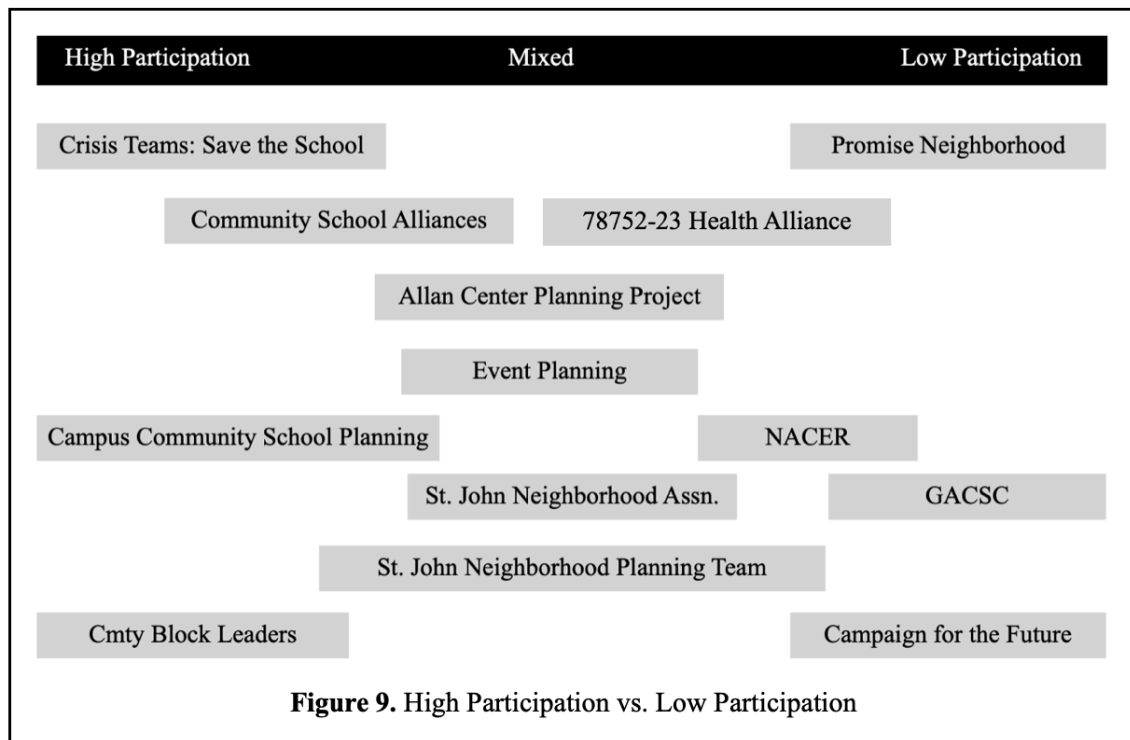 High Participation Mixed Low Participation
Crisis Teams: Save the School Promise Neighborhood
Community School Alliances 78752-23 Health Alliance
Allan Center Planning Project
Event Planning
Campus Community School Planning NACER
St. John Neighborhood Assn. GACSC
St. John Neighborhood Planning Team
Cmty Block Leaders Campaign for the Future
Figure 9. High Participation vs. Low Participation